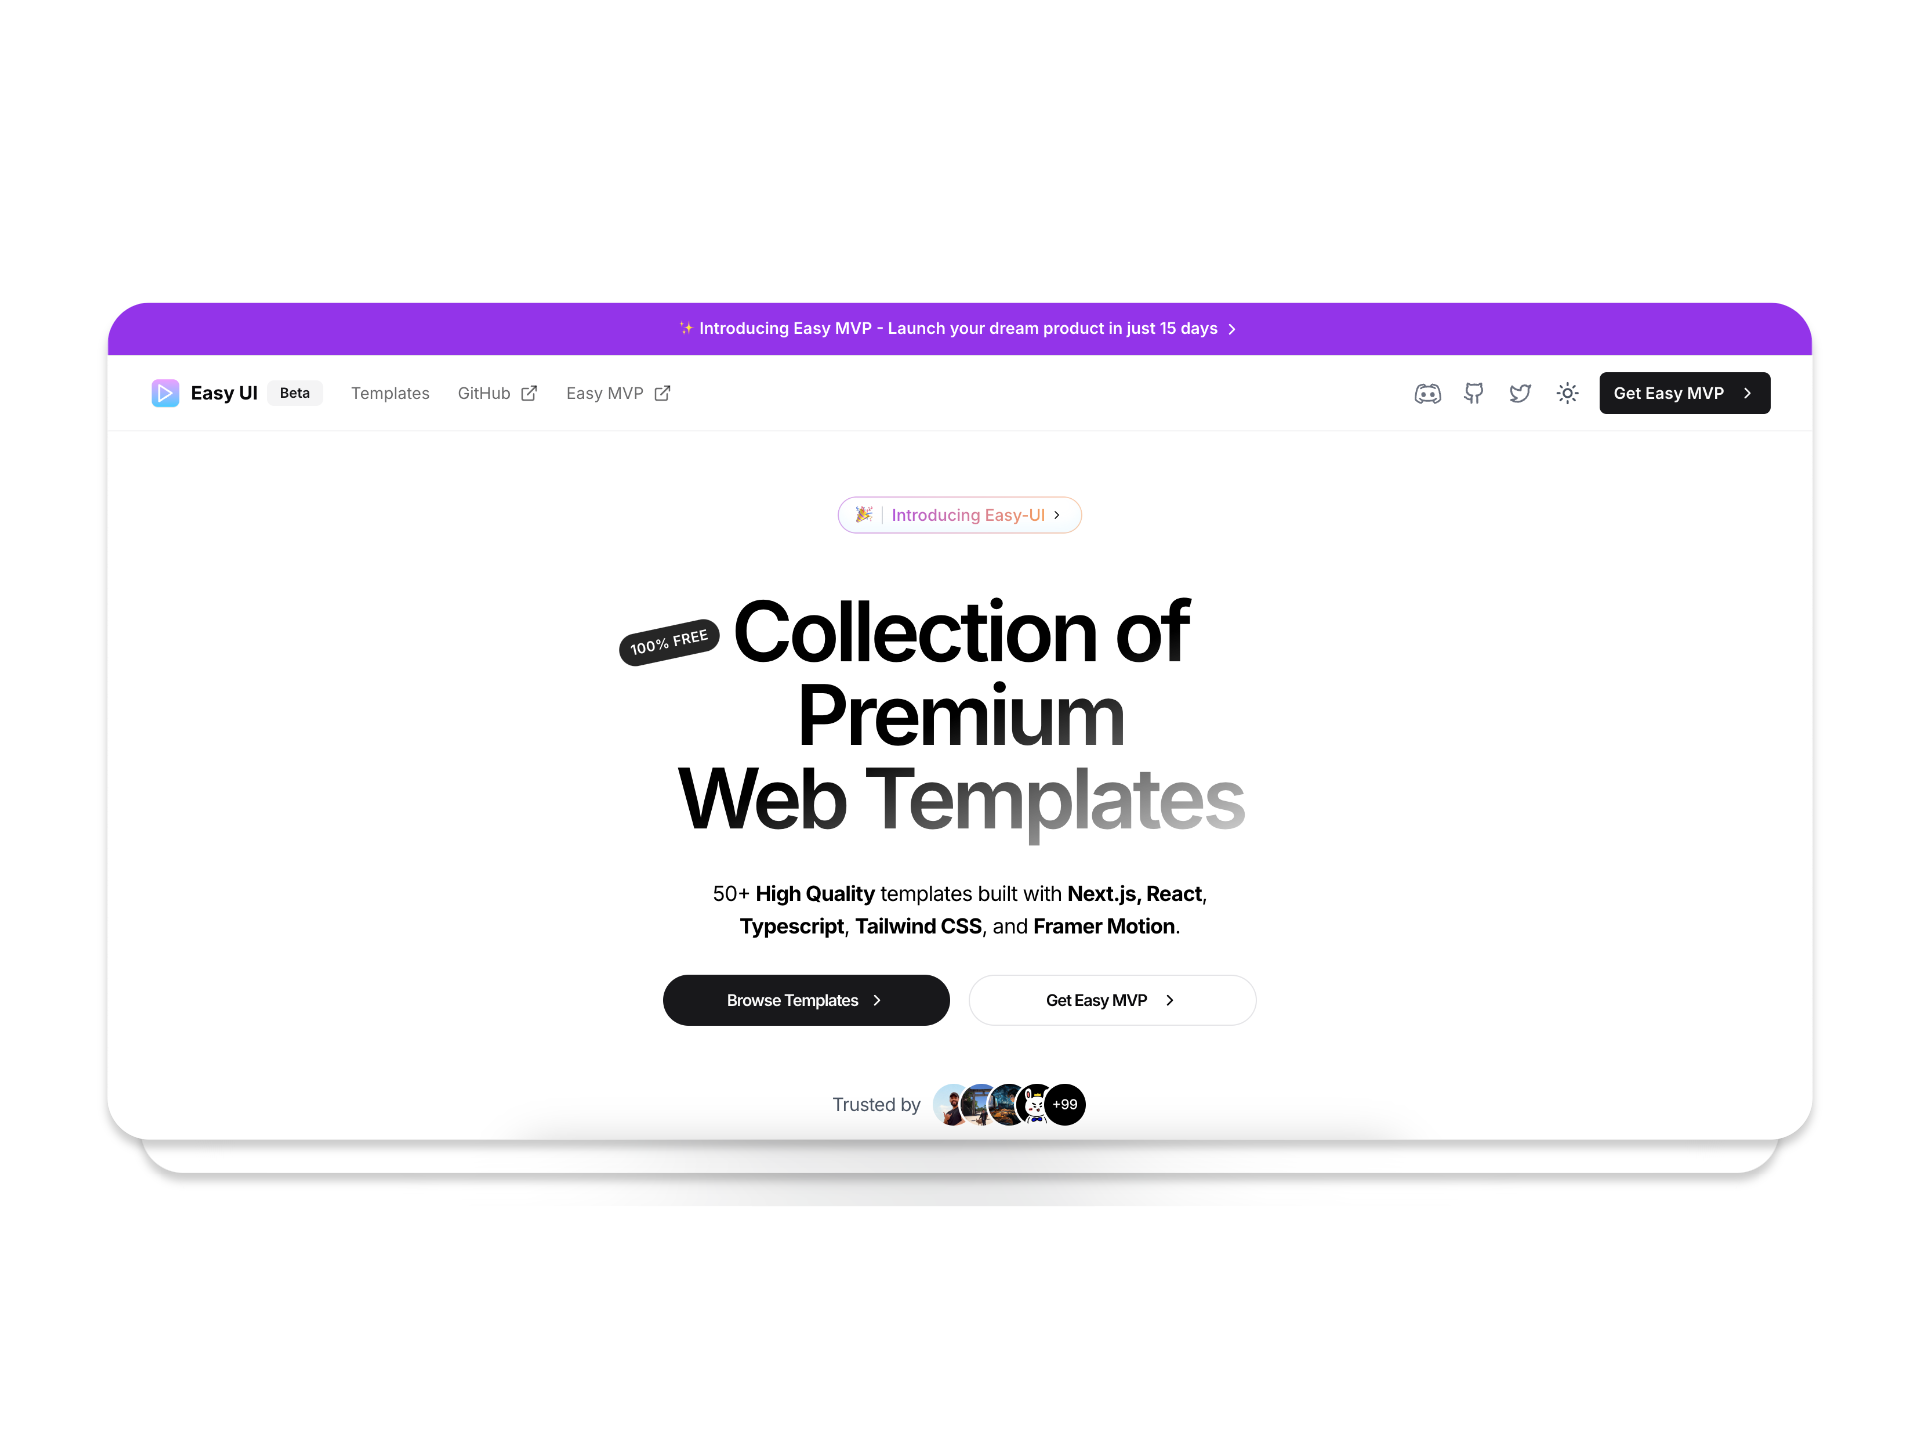 ✨ Introducing Easy MVP - Launch your dream product in just 15 days
Easy UI Beta Templates GitHub Easy MVP Get Easy MVP
🎉 Introducing Easy-UI
100% FREE
Collection of
Premium
Web Templates
50+ High Quality templates built with Next.js, React,
Typescript, Tailwind CSS, and Framer Motion.
Browse Templates Get Easy MVP
Trusted by +99